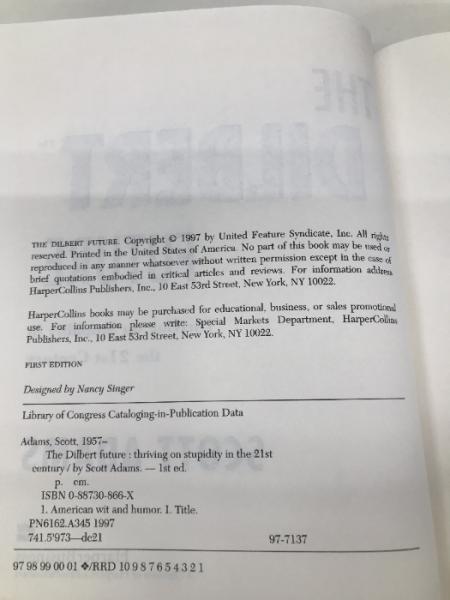 THE
DILBERT
THE DILBERT FUTURE. Copyright © 1997 by United Feature Syndicate, Inc. All rights
reserved. Printed in the United States of America. No part of this book may be used or
reproduced in any manner whatsoever without written permission except in the case of
brief quotations embodied in critical articles and reviews. For information address
HarperCollins Publishers, Inc., 10 East 53rd Street, New York, NY 10022.
HarperCollins books may be purchased for educational, business, or sales promotional
use. For information please write: Special Markets Department, HarperCollins
Publishers, Inc., 10 East 53rd Street, New York, NY 10022.
FIRST EDITION
Designed by Nancy Singer
Library of Congress Cataloging-in-Publication Data
Adams, Scott, 1957–
The Dilbert future : thriving on stupidity in the 21st
century / by Scott Adams. — 1st ed.
p. cm.
ISBN 0-88730-866-X
1. American wit and humor. I. Title.
PN6162.A345 1997
741.5'973—dc21 97-7137
97 98 99 00 01 ❖/RRD 10 9 8 7 6 5 4 3 2 1